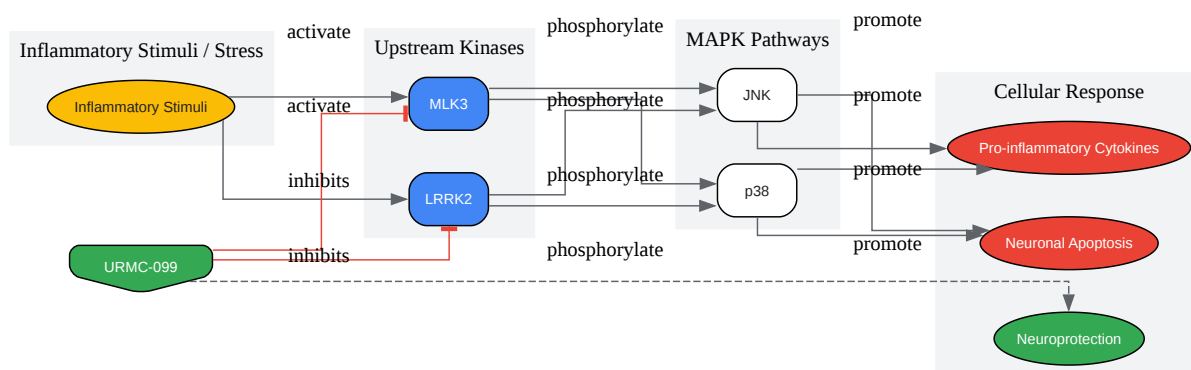 Inflammatory Stimuli / Stress
Inflammatory Stimuli
URMC-099
activate
activate
inhibits
inhibits
Upstream Kinases
MLK3
LRRK2
phosphorylate
phosphorylate
phosphorylate
phosphorylate
MAPK Pathways
JNK
p38
promote
promote
promote
promote
Cellular Response
Pro-inflammatory Cytokines
Neuronal Apoptosis
Neuroprotection